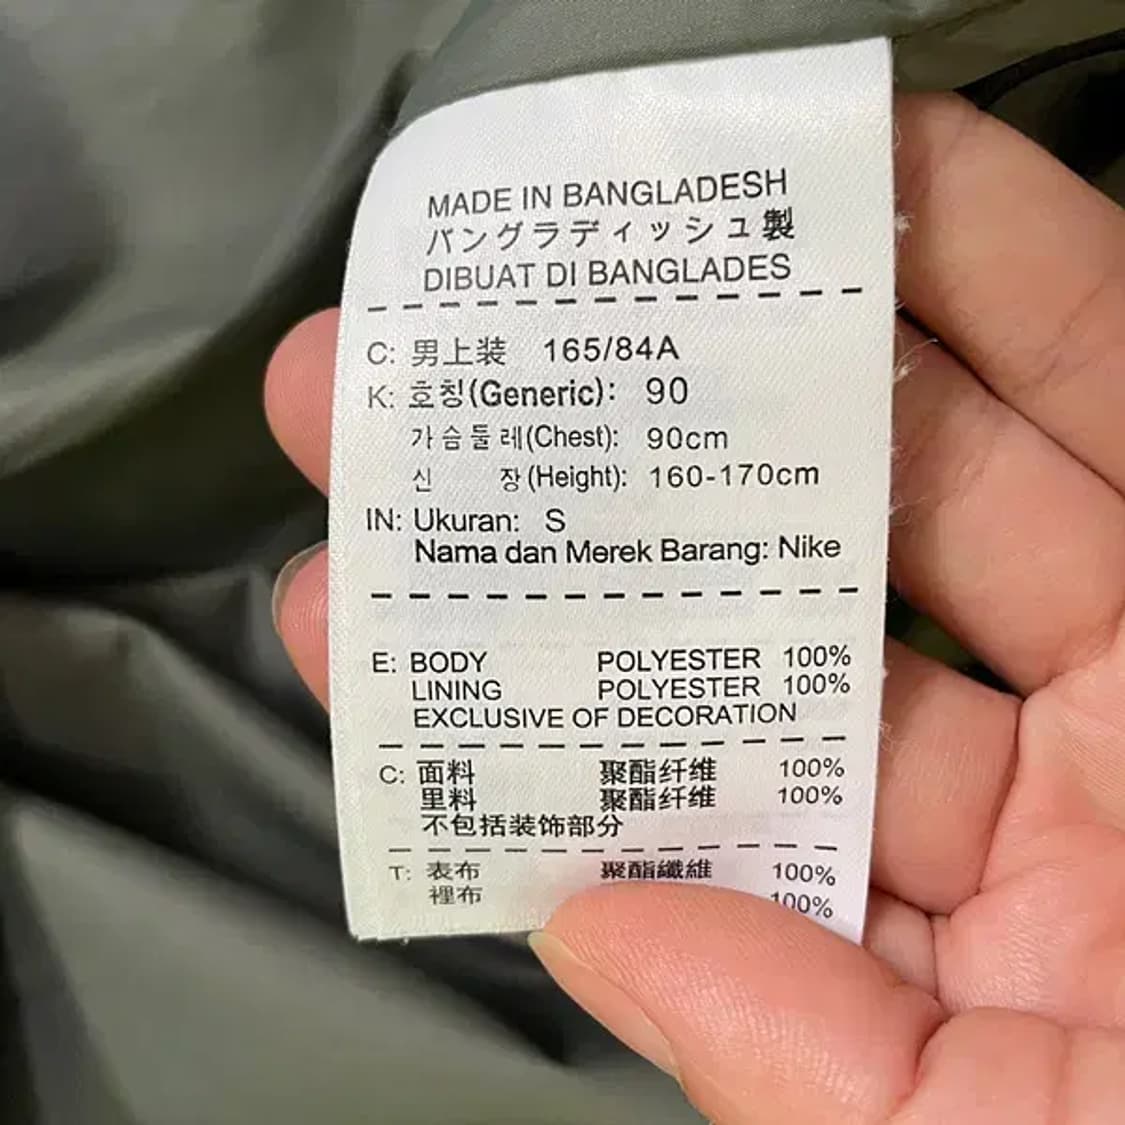 MADE IN BANGLADESH
バングラディッシュ製
DIBUAT DI BANGLADES
C: 男上装 165/84A
K: 호칭(Generic): 90
가슴둘레(Chest): 90cm
신 장(Height): 160-170cm
IN: Ukuran: S
Nama dan Merek Barang: Nike
E: BODY POLYESTER 100%
LINING POLYESTER 100%
EXCLUSIVE OF DECORATION
C: 面料 聚酯纤维 100%
里料 聚酯纤维 100%
不包括装饰部分
T: 表布 聚酯纖維 100%
裡布 100%